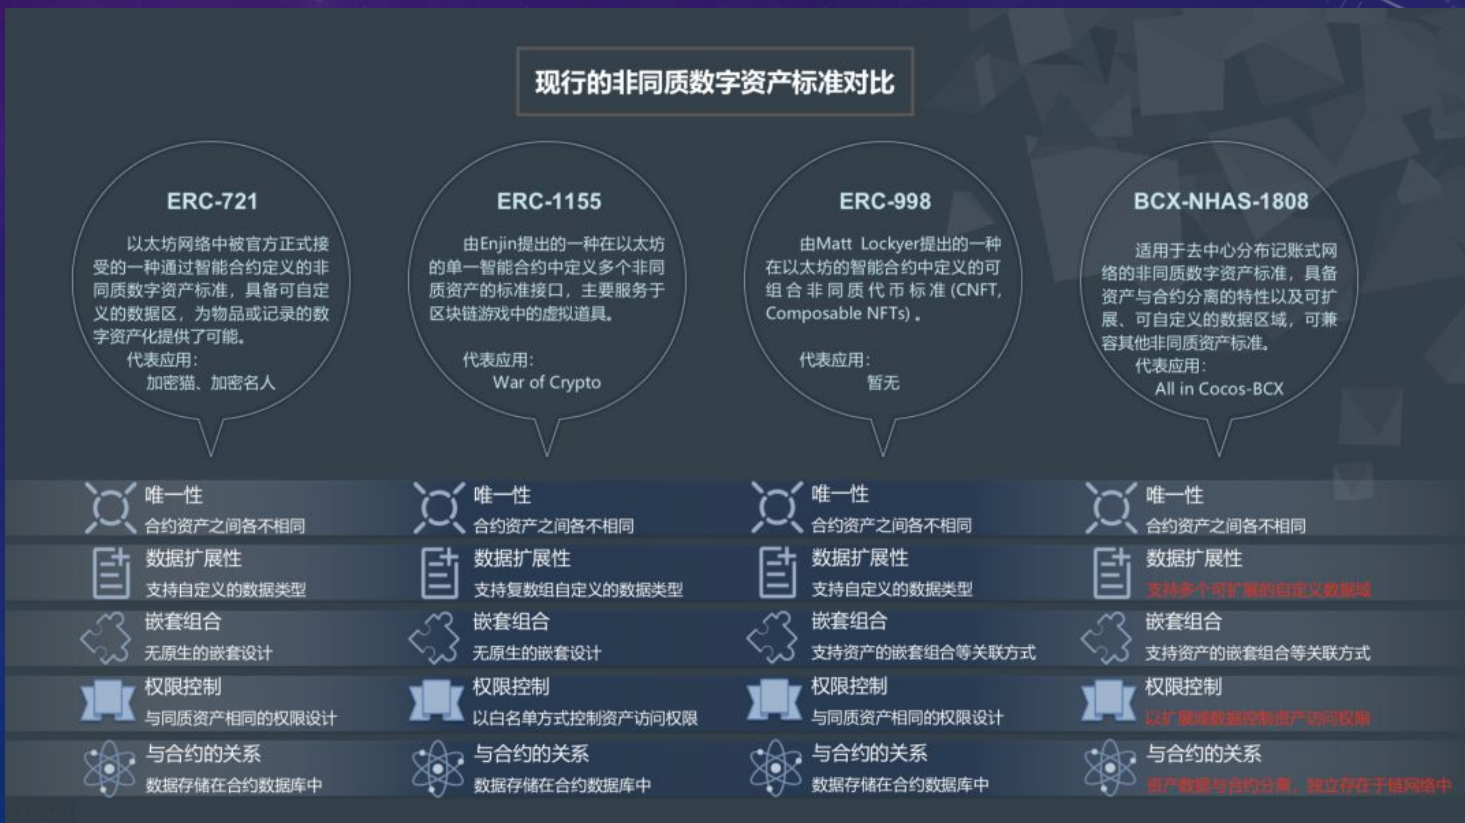 现行的非同质数字资产标准对比
ERC-721
以太坊网络中被官方正式接
受的一种通过智能合约定义的非
同质数字资产标准，具备可自定
义的数据区，为物品或记录的数
字资产化提供了可能。
代表应用：
加密猫、加密名人
ERC-1155
由Enjin提出的一种在以太坊
的单一智能合约中定义多个非同
质资产的标准接口，主要服务于
区块链游戏中的虚拟道具。
代表应用：
War of Crypto
ERC-998
由Matt Lockyer提出的一种
在以太坊的智能合约中定义的可
组合非同质代币标准(CNFT,
Composable NFTs) 。
代表应用：
暂无
BCX-NHAS-1808
适用于去中心分布记账式网
络的非同质数字资产标准，具备
资产与合约分离的特性以及可扩
展、可自定义的数据区域，可兼
容其他非同质资产标准。
代表应用：
All in Cocos-BCX
唯一性
合约资产之间各不相同
数据扩展性
支持自定义的数据类型
嵌套组合
无原生的嵌套设计
权限控制
与同质资产相同的权限设计
与合约的关系
数据存储在合约数据库中
唯一性
合约资产之间各不相同
数据扩展性
支持复数组自定义的数据类型
嵌套组合
无原生的嵌套设计
权限控制
以白名单方式控制资产访问权限
与合约的关系
数据存储在合约数据库中
唯一性
合约资产之间各不相同
数据扩展性
支持自定义的数据类型
嵌套组合
支持资产的嵌套组合等关联方式
权限控制
与同质资产相同的权限设计
与合约的关系
数据存储在合约数据库中
唯一性
合约资产之间各不相同
数据扩展性
支持多个可扩展的自定义数据域
嵌套组合
支持资产的嵌套组合等关联方式
权限控制
以扩展域数据控制资产访问权限
与合约的关系
资产数据与合约分离，独立存在于链网络中